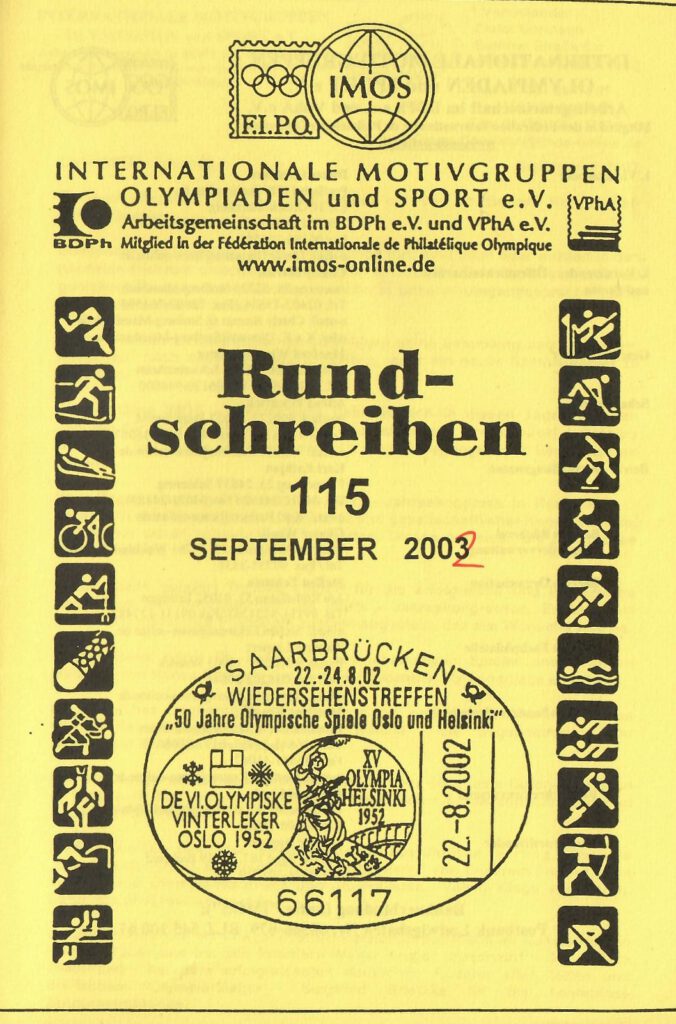 IMOS
F.I.P.O.
INTERNATIONALE MOTIVGRUPPEN
OLYMPIADEN und SPORT e.V.
VPhA
Arbeitsgemeinschaft im BDPh e.V. und VPhA e.V.
BDPh
Mitglied in der Fédération Internationale de Philatélique Olympique
www.imos-online.de
Rund-
schreiben
115
SEPTEMBER 2003
2
SAARBRÜCKEN
22.-24.8.02
WIEDERSEHENSTREFFEN
„50 Jahre Olympische Spiele Oslo und Helsinki"
DE VI. OLYMPISKE
VINTERLEKER
OSLO 1952
XV
OLYMPIA
HELSINKI
1952
22.-8.2002
66117